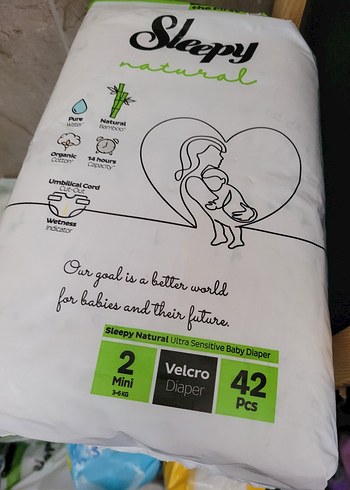 Sleepy
natural
Pure
Water
Natural
Bamboo
Organic
Cotton
14 hours
Capacity
Umbilical Cord
Cut-Out
Wetness
Indicator
Our goal is a better world
for babies and their future.
Sleepy Natural Ultra Sensitive Baby Diaper
2
Mini
3-6 KG
Velcro
Diaper
42
Pcs